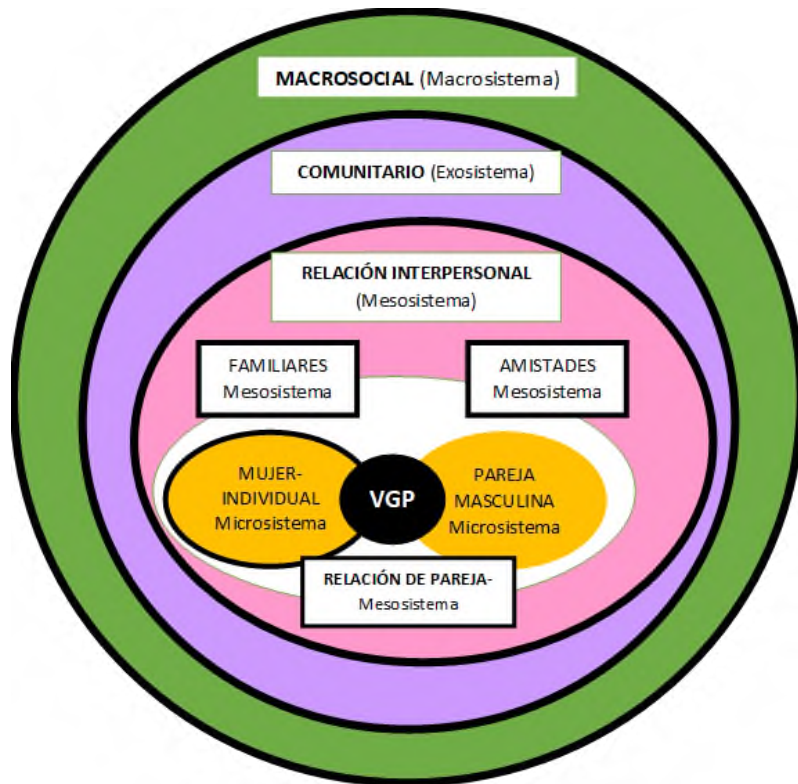 MACROSOCIAL (Macrosistema)
COMUNITARIO (Exosistema)
RELACIÓN INTERPERSONAL
(Mesosistema)
FAMILIARES
Mesosistema
AMISTADES
Mesosistema
MUJER-
INDIVIDUAL
Microsistema
VGP
PAREJA
MASCULINA
Microsistema
RELACIÓN DE PAREJA-
Mesosistema